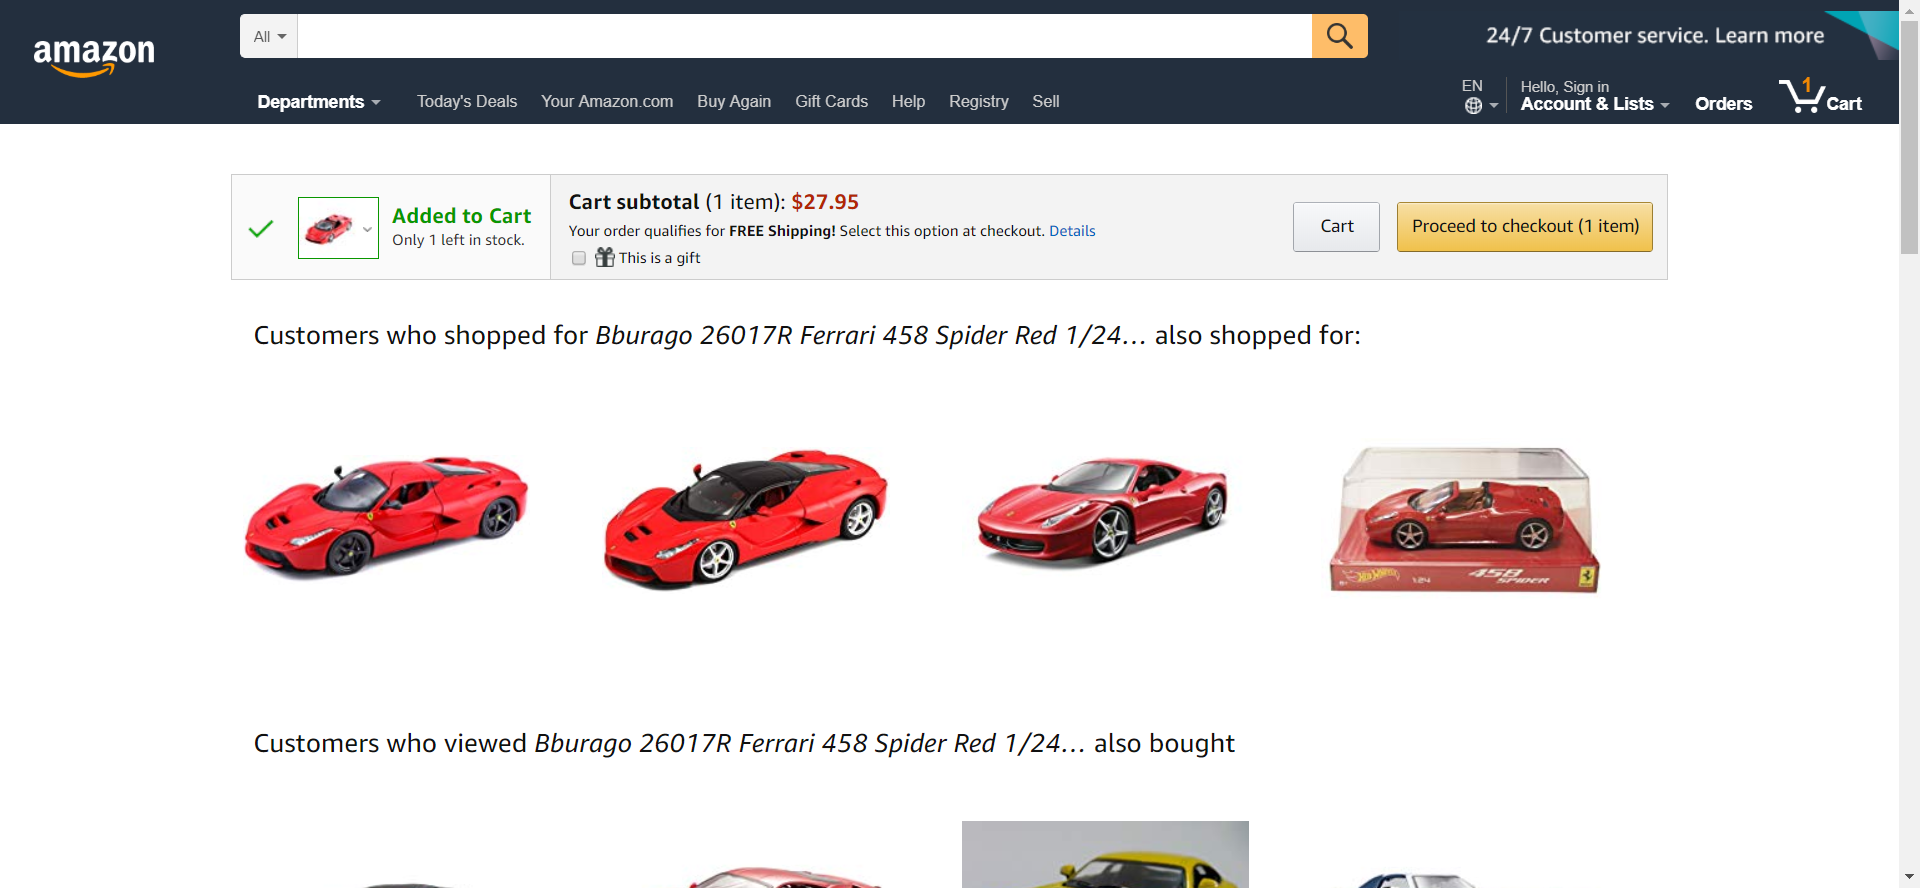 amazon
All
24/7 Customer service. Learn more
Departments
Today's Deals
Your Amazon.com
Buy Again
Gift Cards
Help
Registry
Sell
EN
Hello, Sign in
Account & Lists
Orders
1
Cart
Added to Cart
Only 1 left in stock.
Cart subtotal (1 item): $27.95
Your order qualifies for FREE Shipping! Select this option at checkout. Details
This is a gift
Cart
Proceed to checkout (1 item)
Customers who shopped for Bburago 26017R Ferrari 458 Spider Red 1/24... also shopped for:
Hot Wheels
1:24
458
SPIDER
Customers who viewed Bburago 26017R Ferrari 458 Spider Red 1/24... also bought